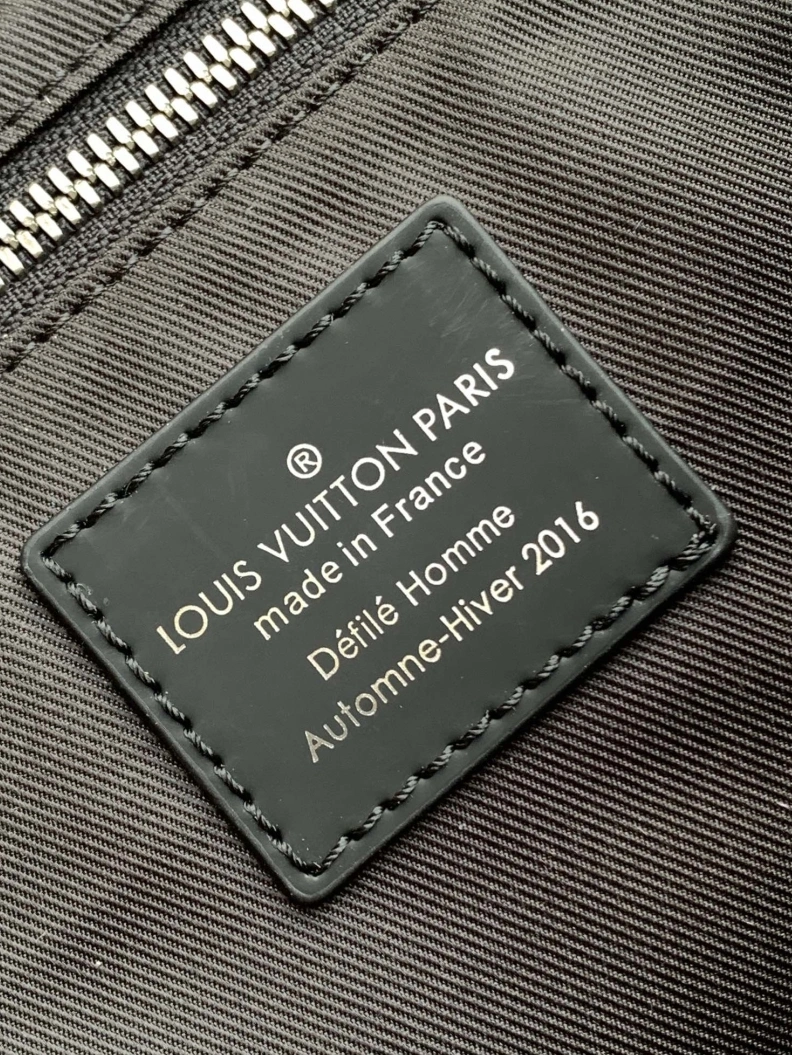 ®
LOUIS VUITTON PARIS
made in France
Défilé Homme
Automne-Hiver 2016